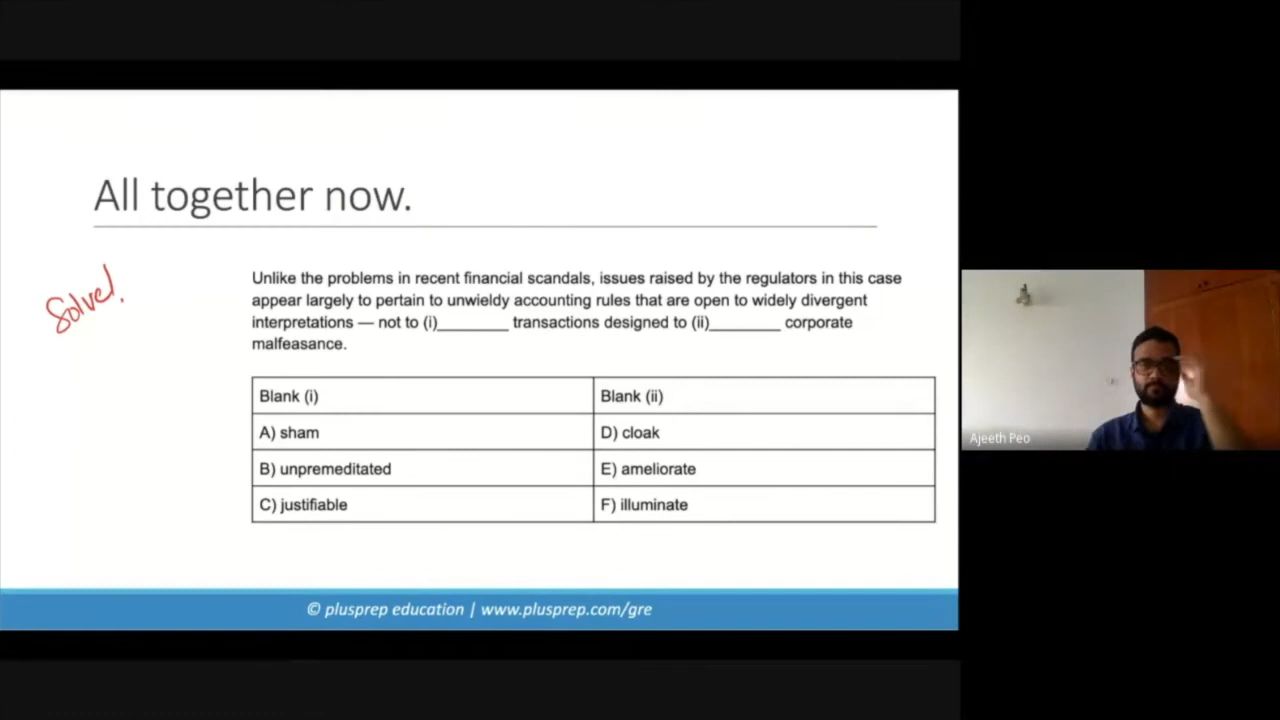 All together now.
Solve!
Unlike the problems in recent financial scandals, issues raised by the regulators in this case
appear largely to pertain to unwieldy accounting rules that are open to widely divergent
interpretations — not to (i)________ transactions designed to (ii)________ corporate
malfeasance.
Blank (i) Blank (ii)
A) sham D) cloak
B) unpremeditated E) ameliorate
C) justifiable F) illuminate
Ajeeth Peo
© plusprep education | www.plusprep.com/gre